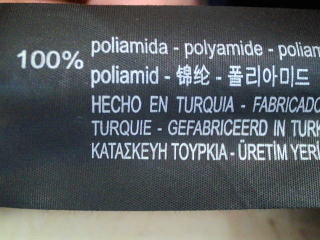 100% poliamida - polyamide - polian
poliamid - 锦纶 - 폴리아미드
HECHO EN TURQUIA - FABRICADO
TURQUIE - GEFABRICEERD IN TURK
ΚΑΤΑΣΚΕΥΗ ΤΟΥΡΚΙΑ - ÜRETİM YERİ